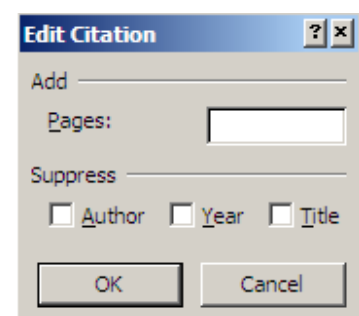 Edit Citation ? ×
Add
Pages:
Suppress
Author Year Title
OK Cancel